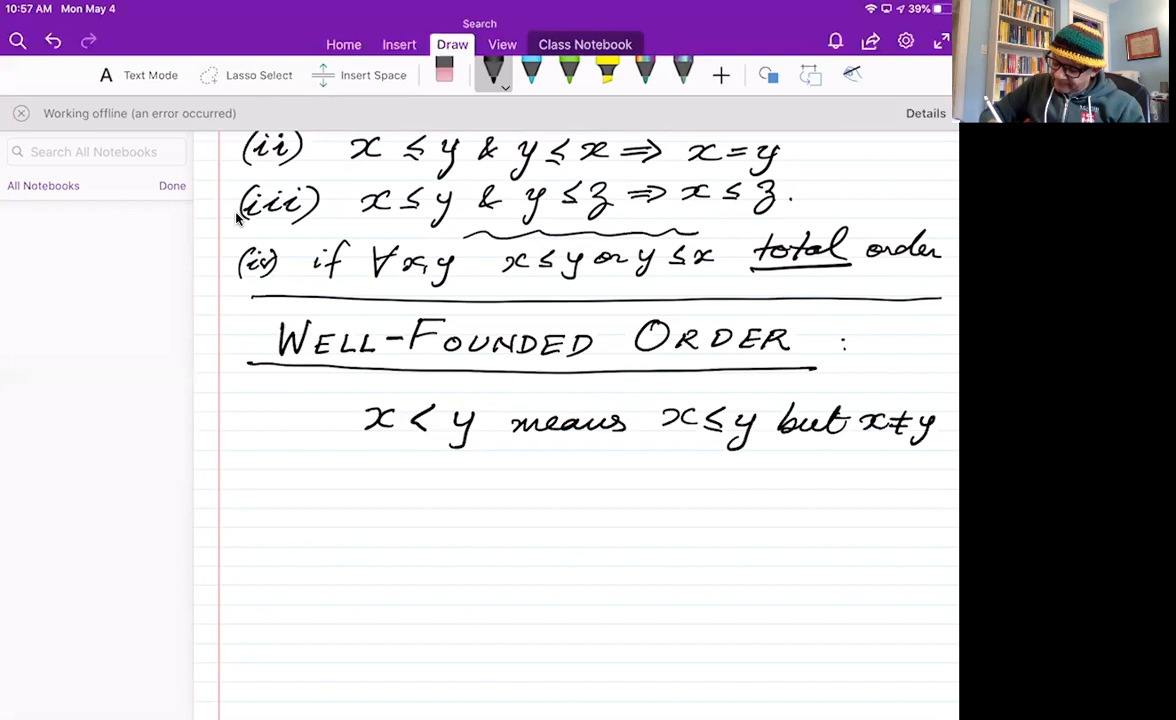 10:57 AM Mon May 4
39%
Search
Home Insert Draw View Class Notebook
A Text Mode Lasso Select Insert Space
Working offline (an error occurred) Details
Search All Notebooks
All Notebooks Done
(ii) x ≤ y & y ≤ x ⇒ x = y
(iii) x ≤ y & y ≤ z ⇒ x ≤ z.
(iv) if ∀x,y x ≤ y or y ≤ x total order
WELL-FOUNDED ORDER :
x < y means x ≤ y but x ≠ y